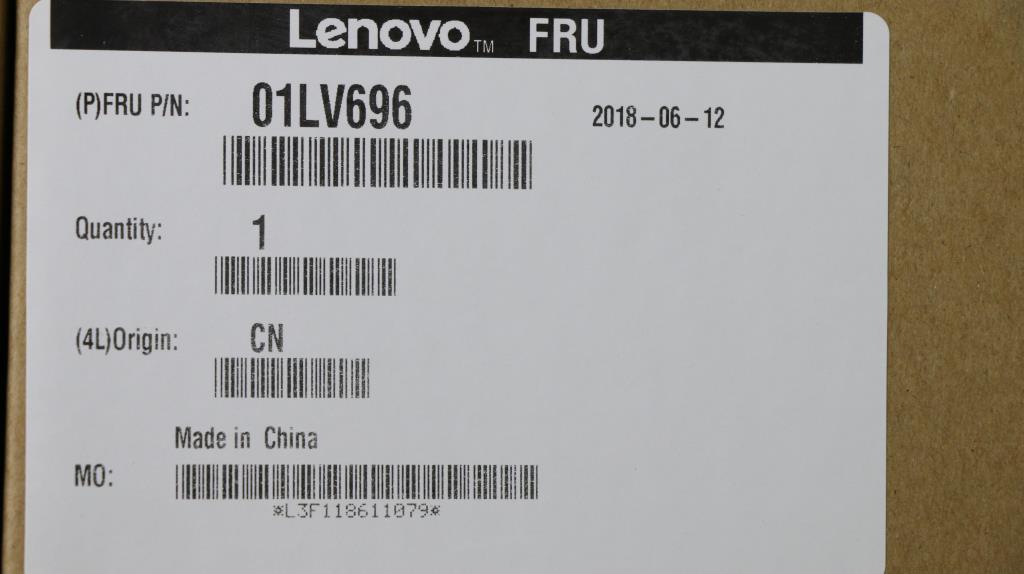 Lenovo™ FRU
(P)FRU P/N: 01LV696 2018-06-12
Quantity: 1
(4L)Origin: CN
Made in China
MO:
*L3F118611079*